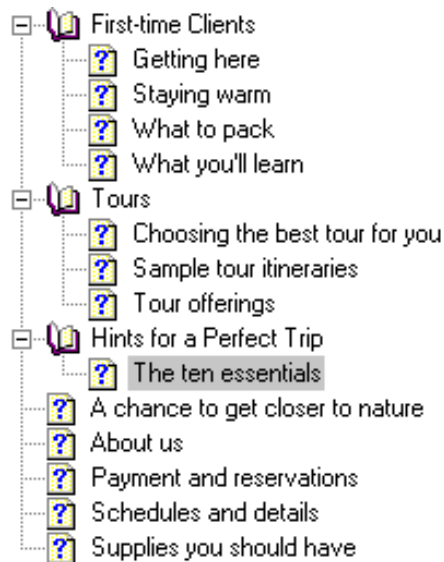 First-time Clients
Getting here
Staying warm
What to pack
What you'll learn
Tours
Choosing the best tour for you
Sample tour itineraries
Tour offerings
Hints for a Perfect Trip
The ten essentials
A chance to get closer to nature
About us
Payment and reservations
Schedules and details
Supplies you should have